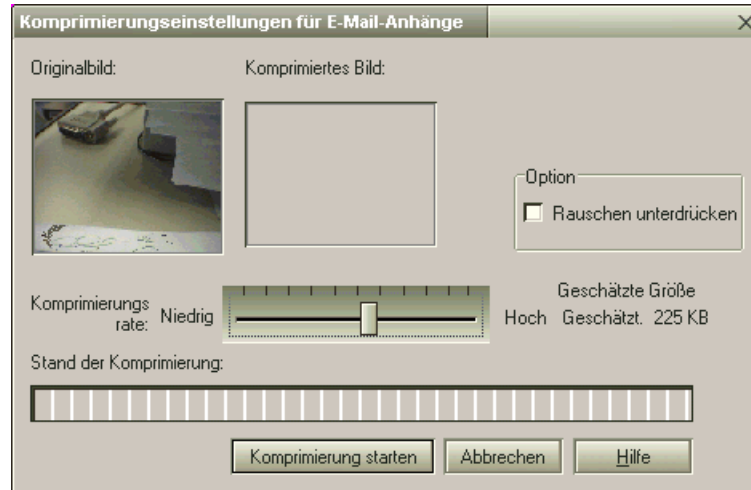 Komprimierungseinstellungen für E-Mail-Anhänge
Originalbild:
Komprimiertes Bild:
Option
Rauschen unterdrücken
Komprimierungs
rate:
Niedrig
Hoch
Geschätzte Größe
Geschätzt. 225 KB
Stand der Komprimierung:
Komprimierung starten
Abbrechen
Hilfe